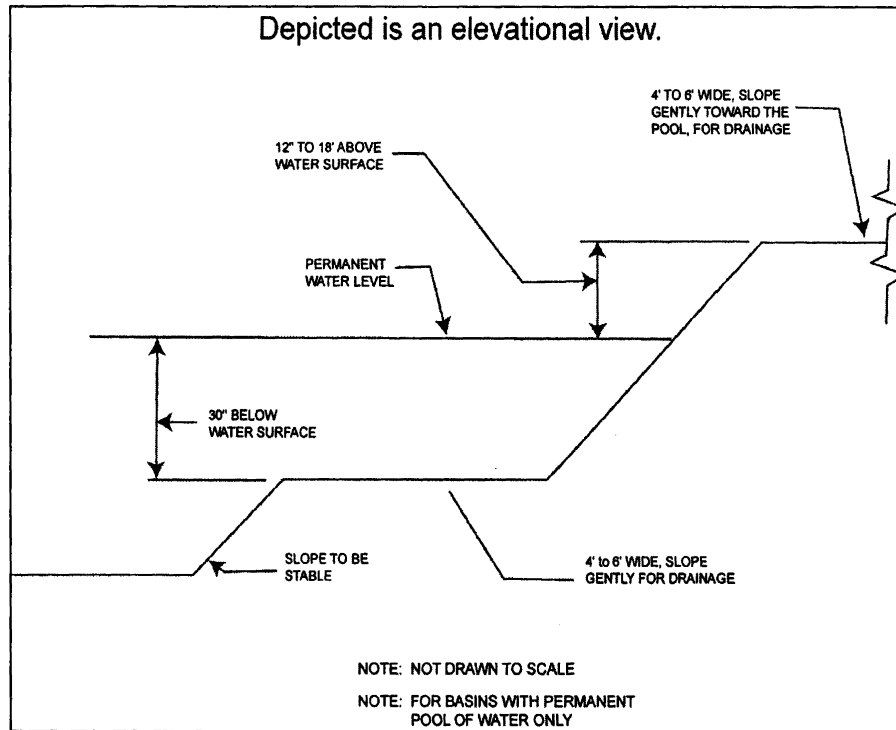 Depicted is an elevational view.
4' TO 6' WIDE, SLOPE
GENTLY TOWARD THE
POOL, FOR DRAINAGE
12" TO 18' ABOVE
WATER SURFACE
PERMANENT
WATER LEVEL
30" BELOW
WATER SURFACE
SLOPE TO BE
STABLE
4' to 6' WIDE, SLOPE
GENTLY FOR DRAINAGE
NOTE: NOT DRAWN TO SCALE
NOTE: FOR BASINS WITH PERMANENT
POOL OF WATER ONLY